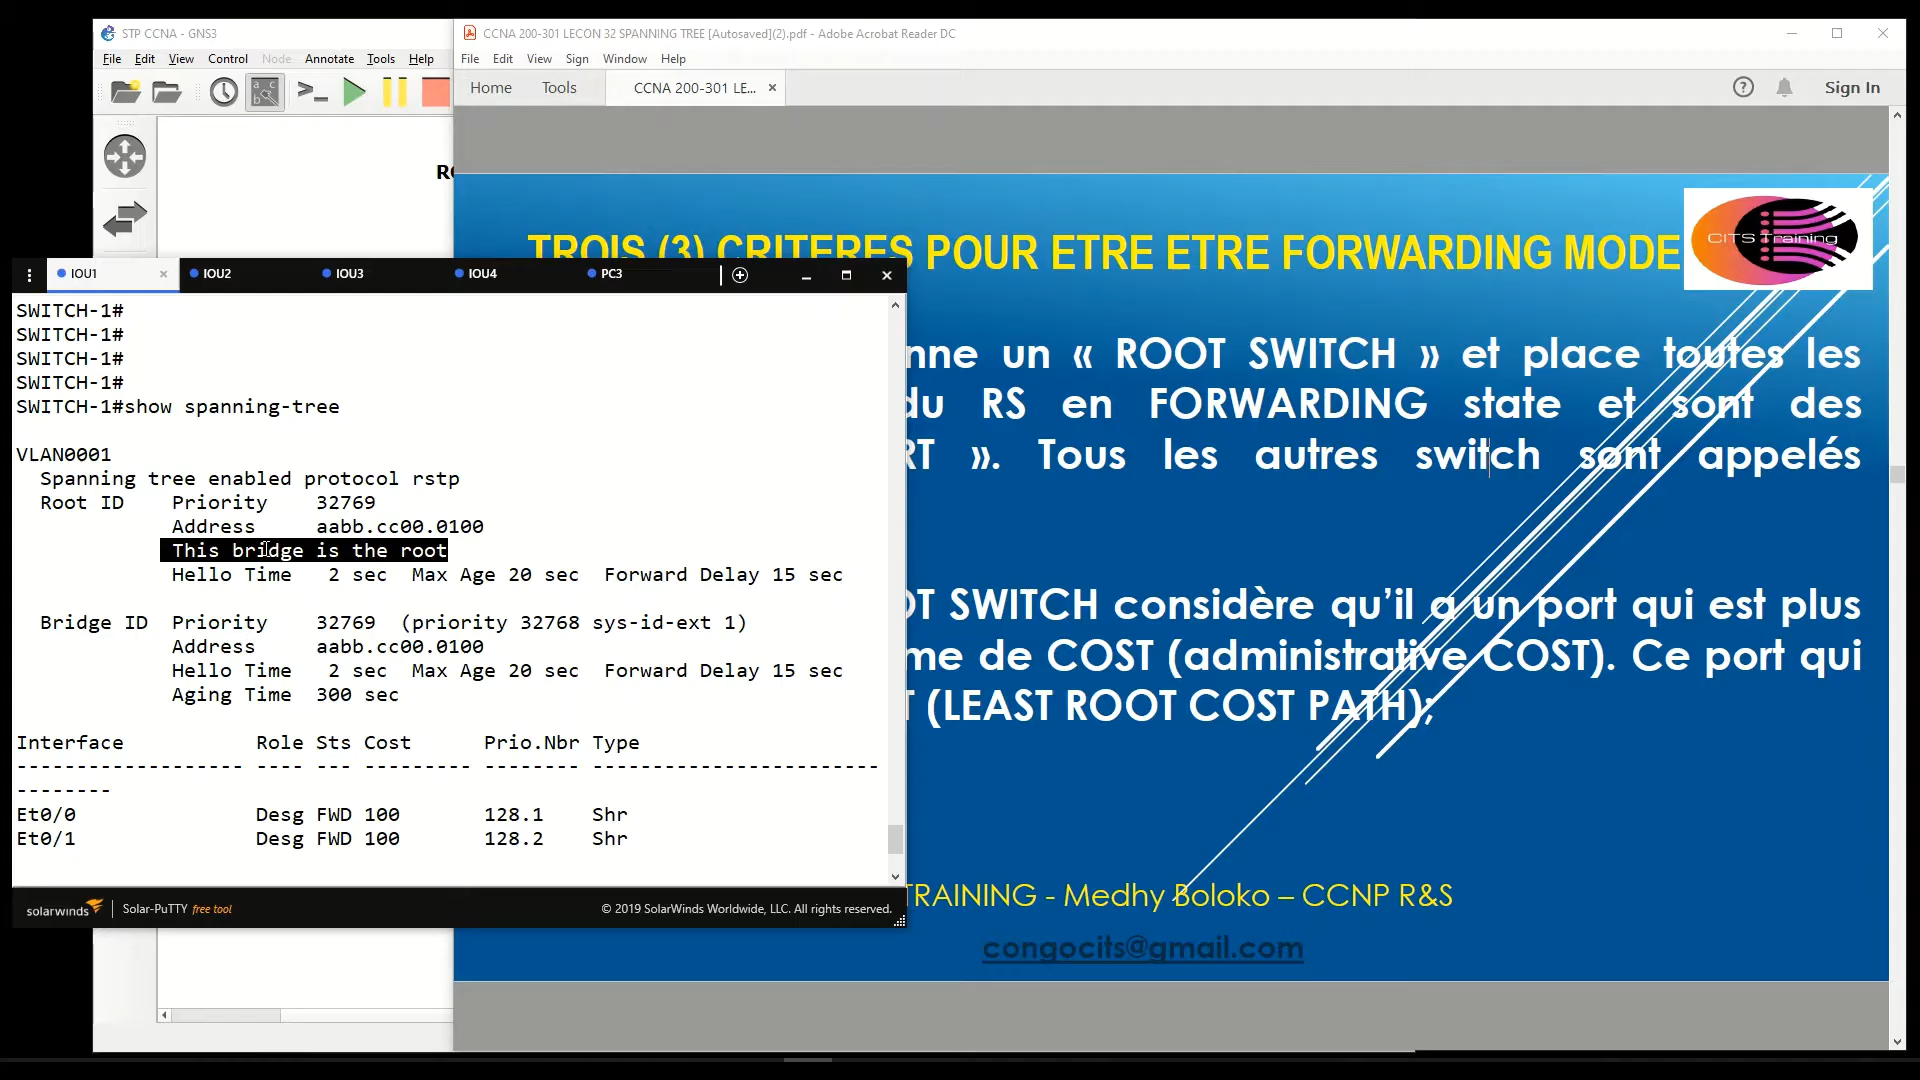 STP CCNA - GNS3
File Edit View Control Node Annotate Tools Help
CCNA 200-301 LECON 32 SPANNING TREE [Autosaved](2).pdf - Adobe Acrobat Reader DC
File Edit View Sign Window Help
Home Tools CCNA 200-301 LE... × Sign In
TROIS (3) CRITERES POUR ETRE ETRE FORWARDING MODE
CITS Training
nne un « ROOT SWITCH » et place toutes les
du RS en FORWARDING state et sont des
RT ». Tous les autres switch sont appelés
OT SWITCH considère qu'il a un port qui est plus
me de COST (administrative COST). Ce port qui
T (LEAST ROOT COST PATH);
TRAINING - Medhy Boloko – CCNP R&S
congocits@gmail.com
IOU1 × IOU2 IOU3 IOU4 PC3
SWITCH-1#
SWITCH-1#
SWITCH-1#
SWITCH-1#
SWITCH-1#show spanning-tree
VLAN0001
Spanning tree enabled protocol rstp
Root ID Priority 32769
Address aabb.cc00.0100
This bridge is the root
Hello Time 2 sec Max Age 20 sec Forward Delay 15 sec
Bridge ID Priority 32769 (priority 32768 sys-id-ext 1)
Address aabb.cc00.0100
Hello Time 2 sec Max Age 20 sec Forward Delay 15 sec
Aging Time 300 sec
Interface Role Sts Cost Prio.Nbr Type
------------------- ---- --- --------- -------- ------------------------
--------
Et0/0 Desg FWD 100 128.1 Shr
Et0/1 Desg FWD 100 128.2 Shr
solarwinds Solar-PuTTY free tool © 2019 SolarWinds Worldwide, LLC. All rights reserved.